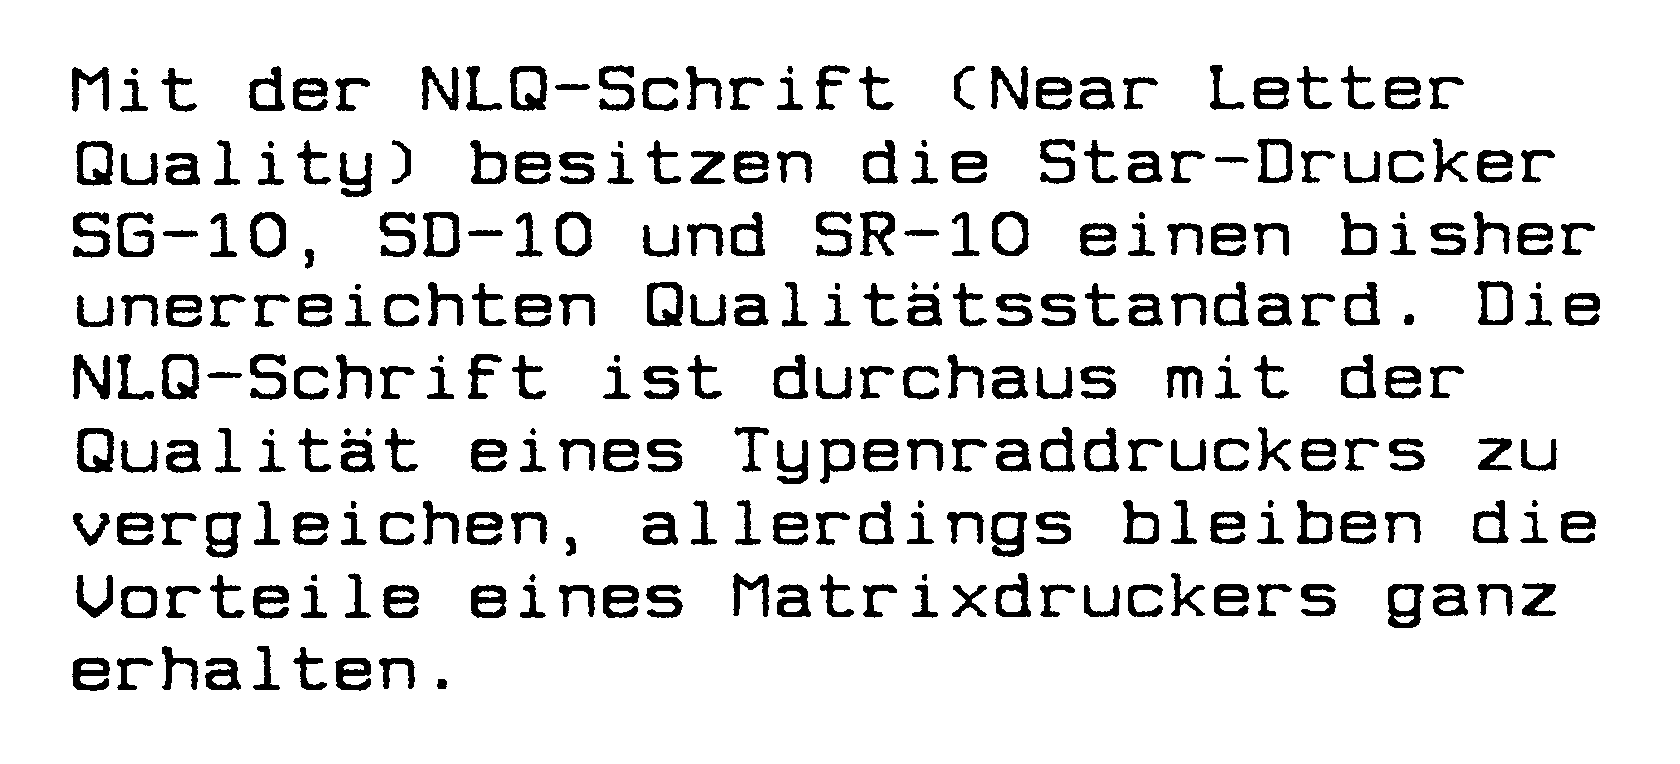 Mit der NLQ-Schrift (Near Letter
Quality) besitzen die Star-Drucker
SG-10, SD-10 und SR-10 einen bisher
unerreichten Qualitätsstandard. Die
NLQ-Schrift ist durchaus mit der
Qualität eines Typenraddruckers zu
vergleichen, allerdings bleiben die
Vorteile eines Matrixdruckers ganz
erhalten.